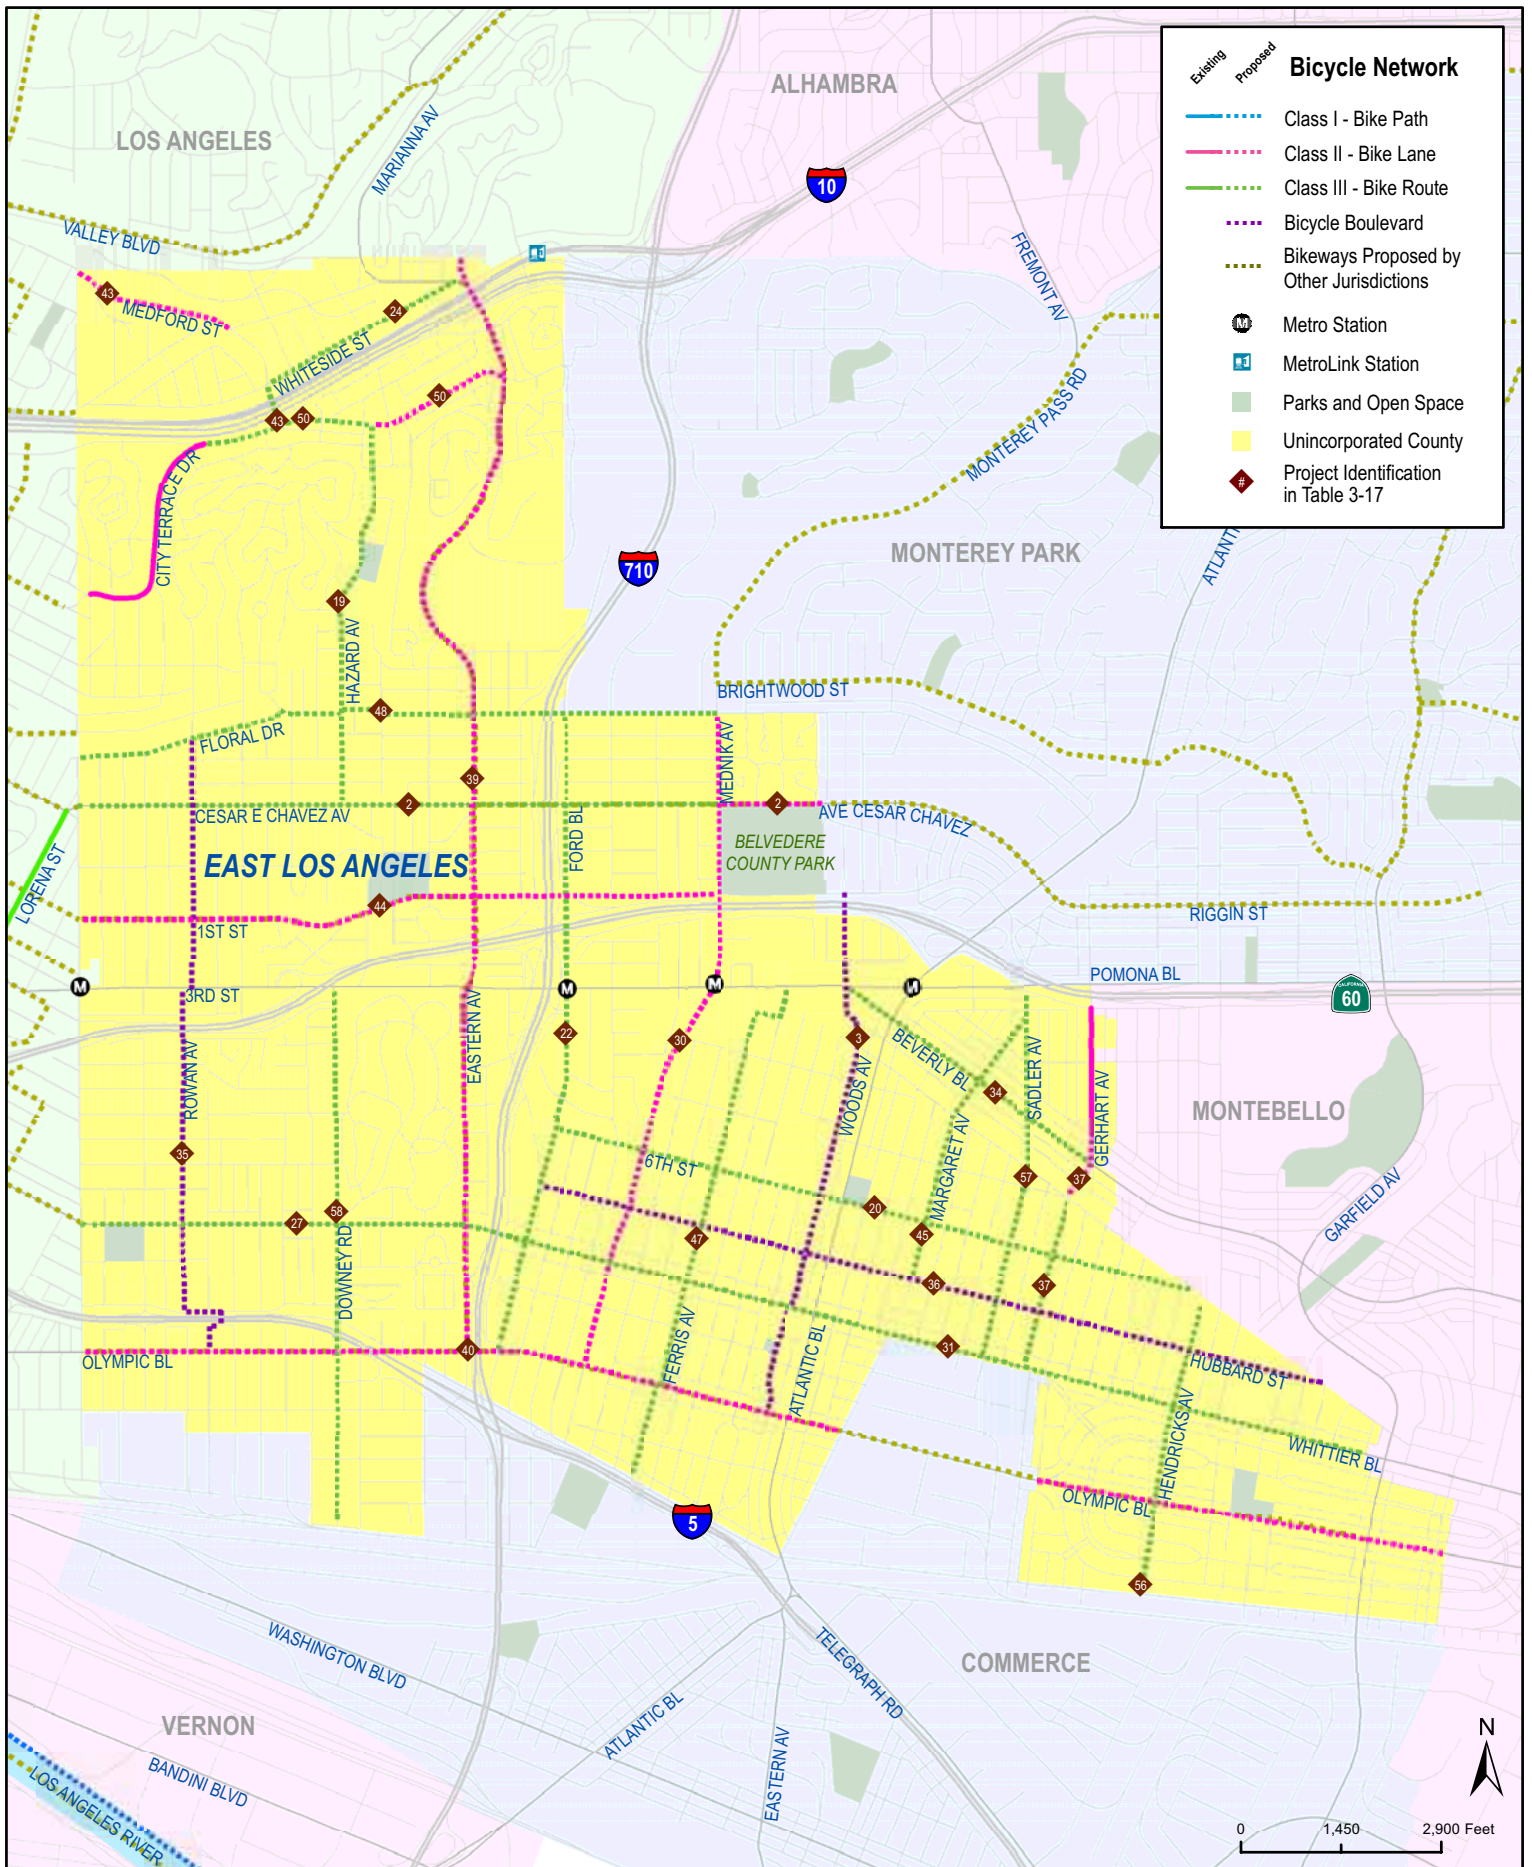 Existing
Proposed
Bicycle Network
Class I - Bike Path
Class II - Bike Lane
Class III - Bike Route
Bicycle Boulevard
Bikeways Proposed by
Other Jurisdictions
M
Metro Station
MetroLink Station
Parks and Open Space
Unincorporated County
#
Project Identification
in Table 3-17
ALHAMBRA
LOS ANGELES
MARIANNA AV
10
VALLEY BLVD
FREMONT AV
43
MEDFORD ST
24
WHITESIDE ST
50
43
50
MONTEREY PASS RD
CITY TERRACE DR
MONTEREY PARK
ATLANTI
710
19
HAZARD AV
BRIGHTWOOD ST
48
FLORAL DR
MEDNIK AV
39
2
2
CESAR E CHAVEZ AV
AVE CESAR CHAVEZ
FORD BL
BELVEDERE
COUNTY PARK
EAST LOS ANGELES
LORENA ST
44
1ST ST
RIGGIN ST
POMONA BL
M
M
M
M
3RD ST
60
CALIFORNIA
EASTERN AV
22
30
3
BEVERLY BL
ROWAN AV
WOODS AV
SADLER AV
34
GERHART AV
MONTEBELLO
MARGARET AV
35
6TH ST
57
37
GARFIELD AV
58
27
20
45
47
DOWNEY RD
36
37
FERRIS AV
40
31
OLYMPIC BL
ATLANTIC BL
HUBBARD ST
HENDRICKS AV
WHITTIER BL
OLYMPIC BL
5
56
WASHINGTON BLVD
TELEGRAPH RD
COMMERCE
ATLANTIC BL
VERNON
EASTERN AV
BANDINI BLVD
LOS ANGELES RIVER
N
0
1,450
2,900 Feet